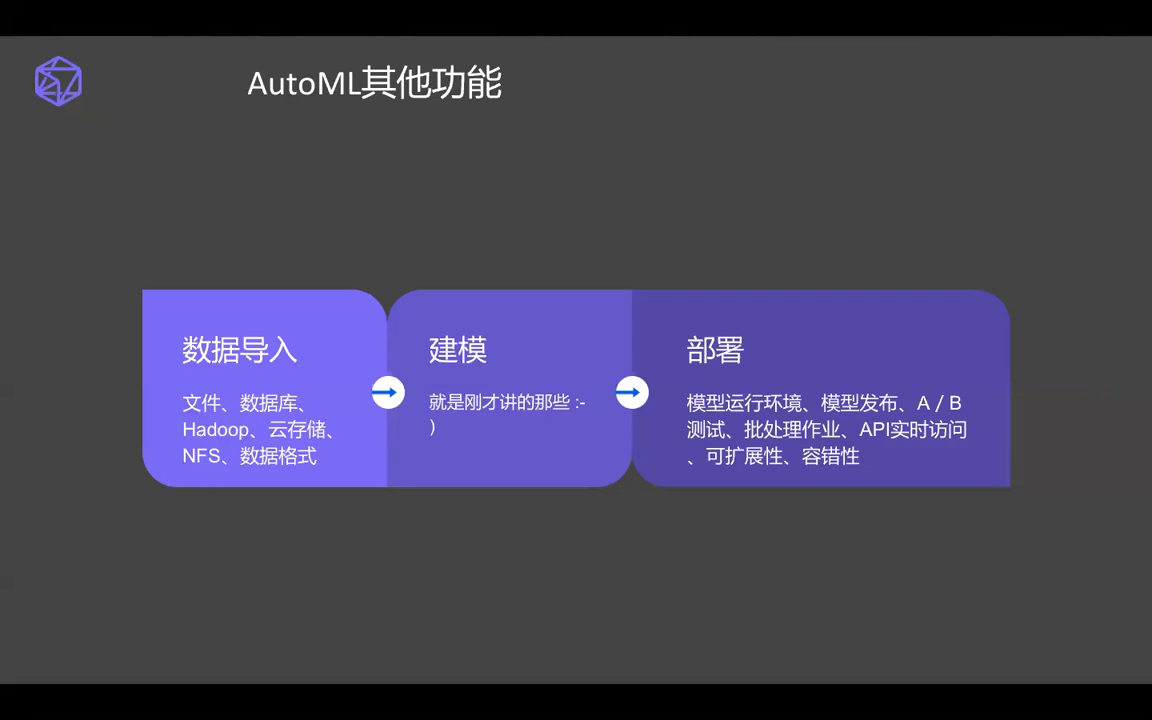 AutoML其他功能
数据导入
文件、数据库、
Hadoop、云存储、
NFS、数据格式
建模
就是刚才讲的那些 :-
)
部署
模型运行环境、模型发布、A / B
测试、批处理作业、API实时访问
、可扩展性、容错性